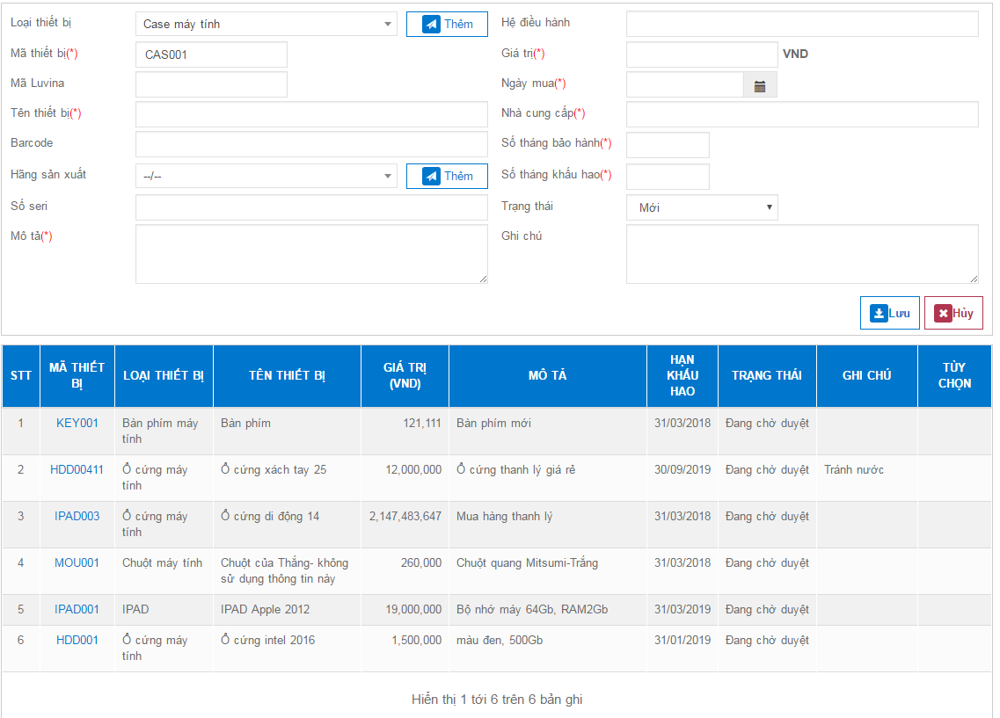 Loại thiết bị Case máy tính Thêm Hệ điều hành
Mã thiết bị(*) CAS001 Giá trị(*) VND
Mã Luvina Ngày mua(*)
Tên thiết bị(*) Nhà cung cấp(*)
Barcode Số tháng bảo hành(*)
Hãng sản xuất --/-- Thêm Số tháng khấu hao(*)
Số seri Trạng thái Mới
Mô tả(*) Ghi chú
Lưu Hủy
STT MÃ THIẾT BỊ LOẠI THIẾT BỊ TÊN THIẾT BỊ GIÁ TRỊ (VND) MÔ TẢ HẠN KHẤU HAO TRẠNG THÁI GHI CHÚ TÙY CHỌN
1 KEY001 Bàn phím máy tính Bàn phím 121,111 Bàn phím mới 31/03/2018 Đang chờ duyệt
2 HDD00411 Ổ cứng máy tính Ổ cứng xách tay 25 12,000,000 Ổ cứng thanh lý giá rẻ 30/09/2019 Đang chờ duyệt Tránh nước
3 IPAD003 Ổ cứng máy tính Ổ cứng di động 14 2,147,483,647 Mua hàng thanh lý 31/03/2018 Đang chờ duyệt
4 MOU001 Chuột máy tính Chuột của Thắng- không sử dụng thông tin này 260,000 Chuột quang Mitsumi-Trắng 31/03/2018 Đang chờ duyệt
5 IPAD001 IPAD IPAD Apple 2012 19,000,000 Bộ nhớ máy 64Gb, RAM2Gb 31/03/2019 Đang chờ duyệt
6 HDD001 Ổ cứng máy tính Ổ cứng intel 2016 1,500,000 màu đen, 500Gb 31/01/2019 Đang chờ duyệt
Hiển thị 1 tới 6 trên 6 bản ghi